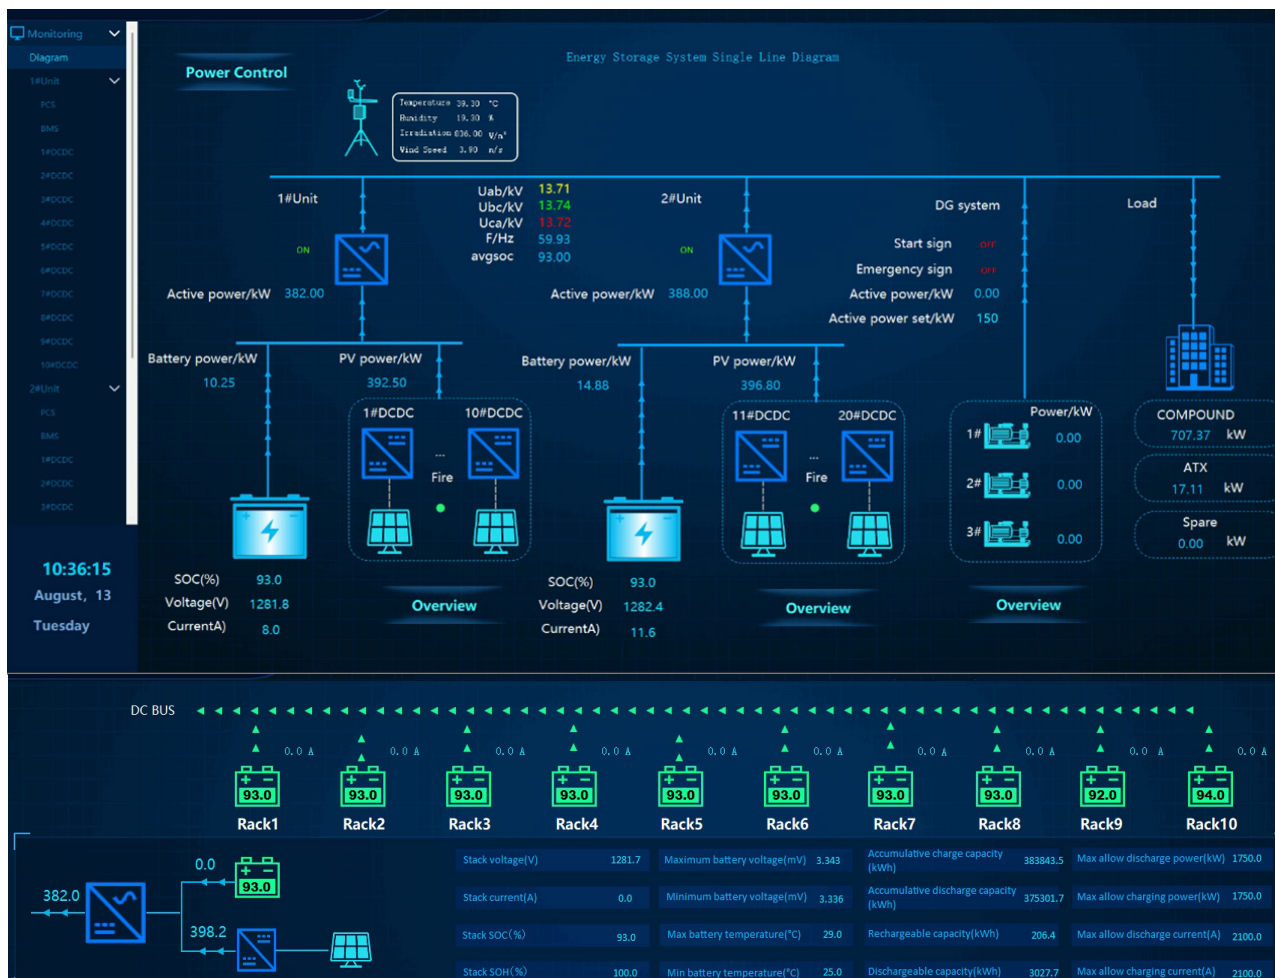 Monitoring
Diagram
1#Unit
PCS
BMS
1#DCDC
2#DCDC
3#DCDC
4#DCDC
5#DCDC
6#DCDC
7#DCDC
8#DCDC
9#DCDC
10#DCDC
2#Unit
PCS
BMS
1#DCDC
2#DCDC
3#DCDC
10:36:15
August, 13
Tuesday
Power Control
Energy Storage System Single Line Diagram
Temperature 39.30 °C
Humidity 19.30 %
Irradiation 836.00 W/m²
Wind Speed 3.90 m/s
1#Unit
ON
Active power/kW 382.00
Uab/kV 13.71
Ubc/kV 13.74
Uca/kV 13.72
F/Hz 59.93
avgsoc 93.00
2#Unit
ON
Active power/kW 388.00
DG system
Start sign OFF
Emergency sign OFF
Active power/kW 0.00
Active power set/kW 150
Load
Battery power/kW
10.25
PV power/kW
392.50
1#DCDC 10#DCDC
...
Fire
SOC(%) 93.0
Voltage(V) 1281.8
CurrentA) 8.0
Overview
Battery power/kW
14.88
PV power/kW
396.80
11#DCDC 20#DCDC
...
Fire
SOC(%) 93.0
Voltage(V) 1282.4
CurrentA) 11.6
Overview
Power/kW
1# 0.00
2# 0.00
3# 0.00
Overview
COMPOUND
707.37 kW
ATX
17.11 kW
Spare
0.00 kW
DC BUS
0.0 A 0.0 A 0.0 A 0.0 A 0.0 A 0.0 A 0.0 A 0.0 A 0.0 A 0.0 A
93.0 93.0 93.0 93.0 93.0 93.0 93.0 93.0 92.0 94.0
Rack1 Rack2 Rack3 Rack4 Rack5 Rack6 Rack7 Rack8 Rack9 Rack10
382.0
0.0
93.0
398.2
Stack voltage(V) 1281.7
Stack current(A) 0.0
Stack SOC(%) 93.0
Stack SOH(%) 100.0
Maximum battery voltage(mV) 3.343
Minimum battery voltage(mV) 3.336
Max battery temperature(°C) 29.0
Min battery temperature(°C) 25.0
Accumulative charge capacity
(kWh) 383843.5
Accumulative discharge capacity
(kWh) 375301.7
Rechargeable capacity(kWh) 206.4
Dischargeable capacity(kWh) 3027.7
Max allow discharge power(kW) 1750.0
Max allow charging power(kW) 1750.0
Max allow discharge current(A) 2100.0
Max allow charging current(A) 2100.0